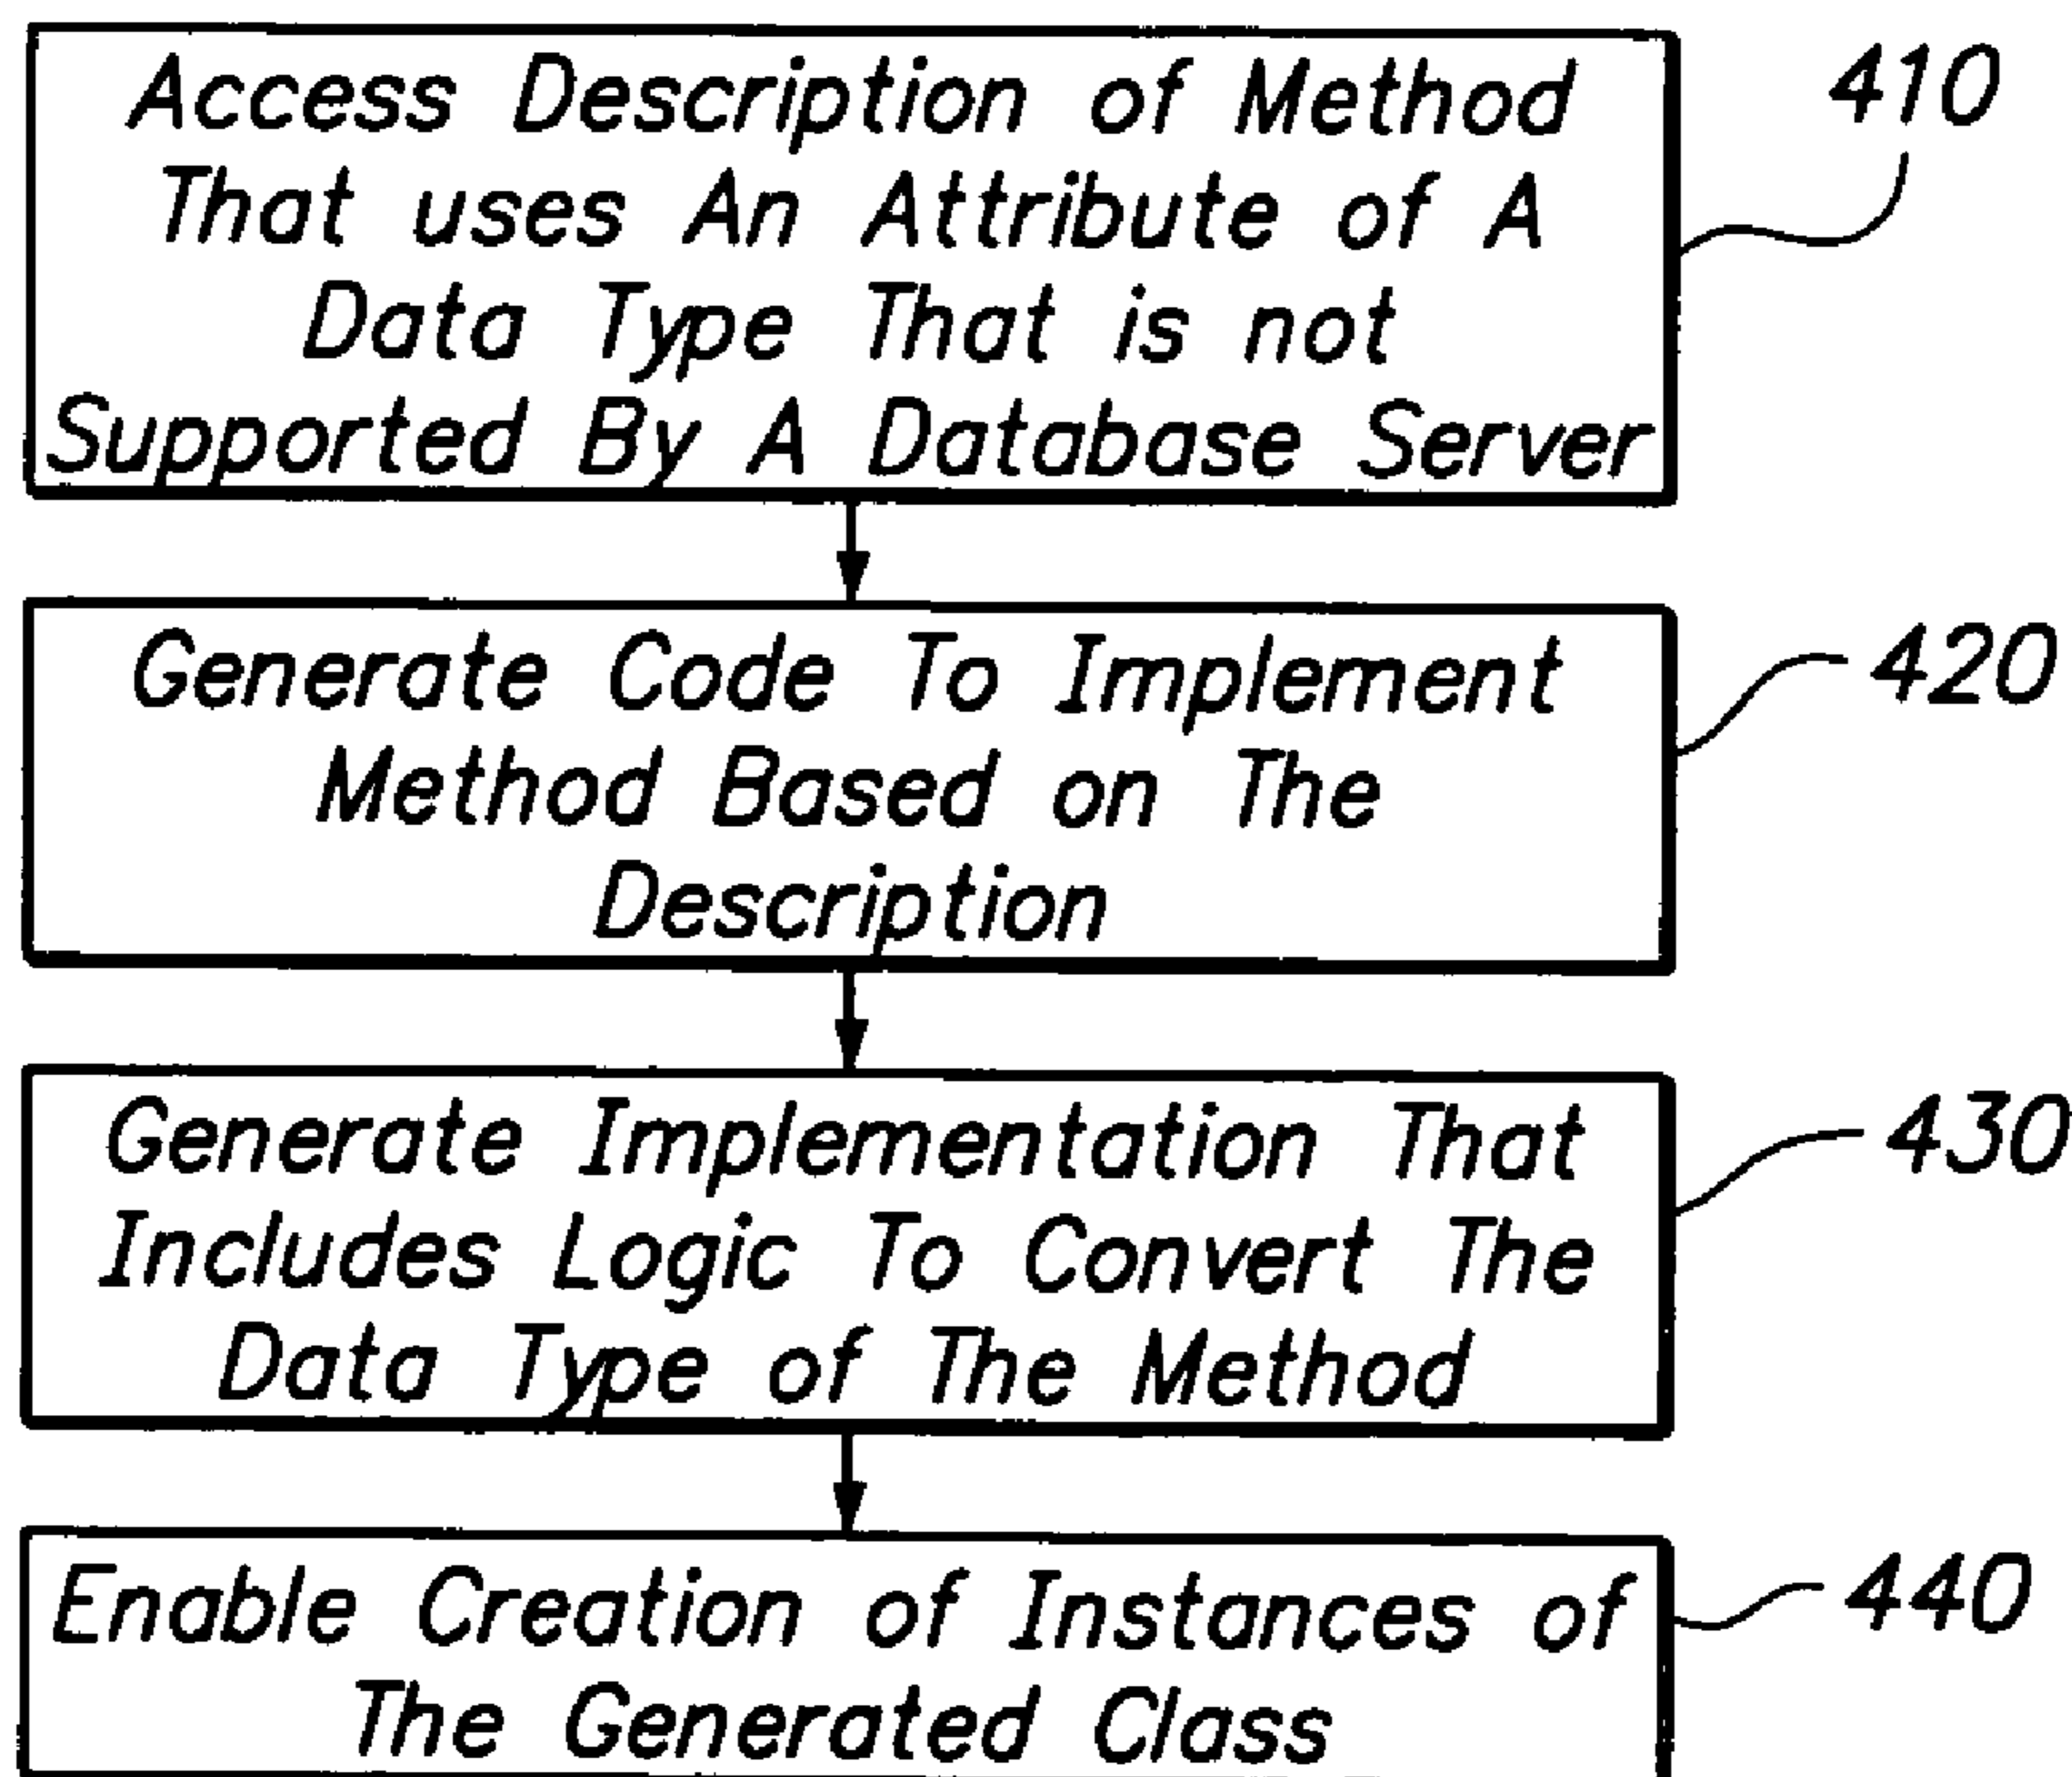 Access Description of Method
410
That uses An Attribute of A
Data Type That is not
Supported By A Database Server
Generate Code To Implement
420
Method Based on The
Description
Generate Implementation That
430
Includes Logic To Convert The
Data Type of The Method
Enable Creation of Instances of
440
The Generated Class